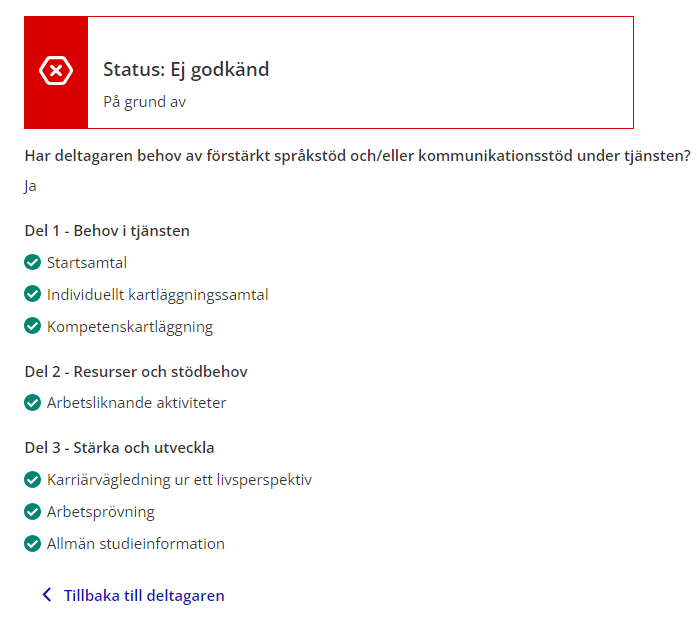 Status: Ej godkänd
På grund av
Har deltagaren behov av förstärkt språkstöd och/eller kommunikationsstöd under tjänsten?
Ja
Del 1 - Behov i tjänsten
Startsamtal
Individuellt kartläggningssamtal
Kompetenskartläggning
Del 2 - Resurser och stödbehov
Arbetsliknande aktiviteter
Del 3 - Stärka och utveckla
Karriärvägledning ur ett livsperspektiv
Arbetsprövning
Allmän studieinformation
Tillbaka till deltagaren